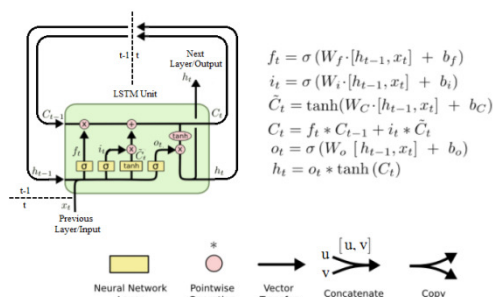 t-1
t
Next
Layer/Output
LSTM Unit
C_{t-1}
C_t
tanh
f_t
i_t
C̃_t
o_t
σ
σ
tanh
σ
h_{t-1}
h_t
h_t
t-1
t
x_t
Previous
Layer/Input
f_t = σ (W_f·[h_{t-1}, x_t] + b_f)
i_t = σ (W_i·[h_{t-1}, x_t] + b_i)
C̃_t = tanh(W_C·[h_{t-1}, x_t] + b_C)
C_t = f_t * C_{t-1} + i_t * C̃_t
o_t = σ (W_o [h_{t-1}, x_t] + b_o)
h_t = o_t * tanh (C_t)
*
[u, v]
u
v
Neural Network
Pointwise
Vector
Concatenate
Copy